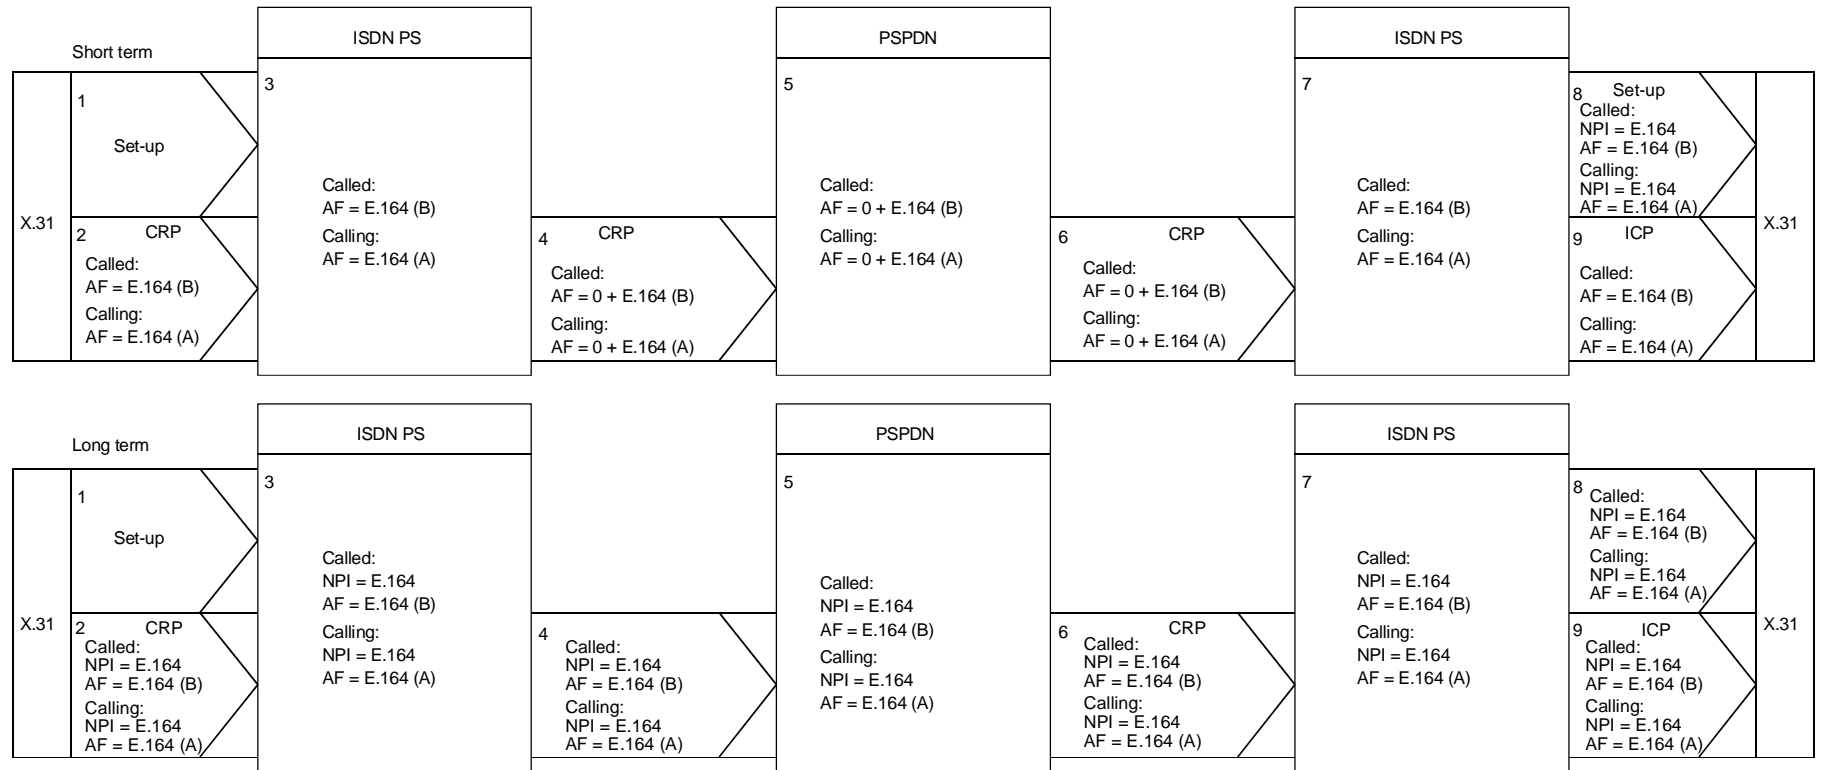 Short term
ISDN PS
PSPDN
ISDN PS
X.31
1
Set-up
2 CRP
Called:
AF = E.164 (B)
Calling:
AF = E.164 (A)
3
Called:
AF = E.164 (B)
Calling:
AF = E.164 (A)
4 CRP
Called:
AF = 0 + E.164 (B)
Calling:
AF = 0 + E.164 (A)
5
Called:
AF = 0 + E.164 (B)
Calling:
AF = 0 + E.164 (A)
6 CRP
Called:
AF = 0 + E.164 (B)
Calling:
AF = 0 + E.164 (A)
7
Called:
AF = E.164 (B)
Calling:
AF = E.164 (A)
8 Set-up
Called:
NPI = E.164
AF = E.164 (B)
Calling:
NPI = E.164
AF = E.164 (A)
9 ICP
Called:
AF = E.164 (B)
Calling:
AF = E.164 (A)
X.31
Long term
ISDN PS
PSPDN
ISDN PS
X.31
1
Set-up
2 CRP
Called:
NPI = E.164
AF = E.164 (B)
Calling:
NPI = E.164
AF = E.164 (A)
3
Called:
NPI = E.164
AF = E.164 (B)
Calling:
NPI = E.164
AF = E.164 (A)
4
Called:
NPI = E.164
AF = E.164 (B)
Calling:
NPI = E.164
AF = E.164 (A)
5
Called:
NPI = E.164
AF = E.164 (B)
Calling:
NPI = E.164
AF = E.164 (A)
6 CRP
Called:
NPI = E.164
AF = E.164 (B)
Calling:
NPI = E.164
AF = E.164 (A)
7
Called:
NPI = E.164
AF = E.164 (B)
Calling:
NPI = E.164
AF = E.164 (A)
8
Called:
NPI = E.164
AF = E.164 (B)
Calling:
NPI = E.164
AF = E.164 (A)
9 ICP
Called:
NPI = E.164
AF = E.164 (B)
Calling:
NPI = E.164
AF = E.164 (A)
X.31